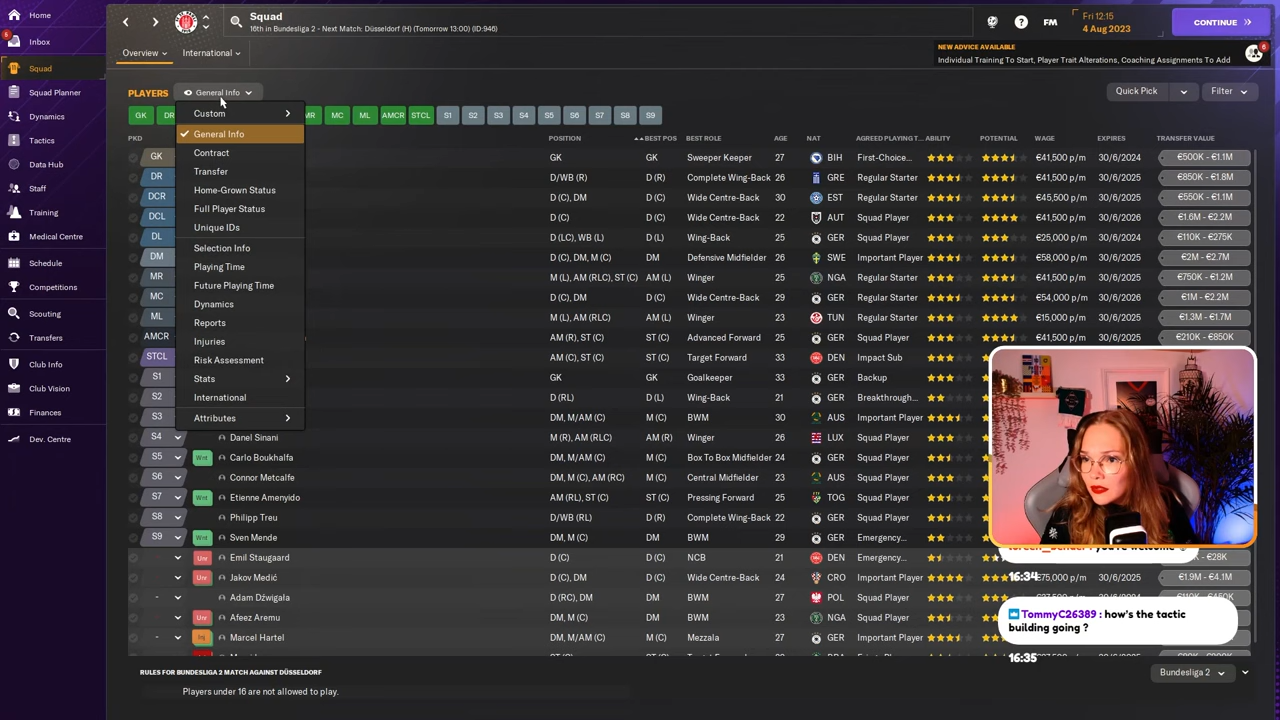 Home
5
Inbox
Squad
Squad Planner
Dynamics
Tactics
Data Hub
Staff
Training
Medical Centre
Schedule
Competitions
Scouting
Transfers
Club Info
Club Vision
Finances
Dev. Centre
Squad
16th in Bundesliga 2 - Next Match: Düsseldorf (H) (Tomorrow 13:00) (ID:946)
FM
Fri 12:15
4 Aug 2023
CONTINUE
Overview
International
NEW ADVICE AVAILABLE
Individual Training To Start, Player Trait Alterations, Coaching Assignments To Add
6
PLAYERS
General Info
Quick Pick
Filter
GK DR MR MC ML AMCR STCL S1 S2 S3 S4 S5 S6 S7 S8 S9
Custom
General Info
Contract
Transfer
Home-Grown Status
Full Player Status
Unique IDs
Selection Info
Playing Time
Future Playing Time
Dynamics
Reports
Injuries
Risk Assessment
Stats
International
Attributes
PKD POSITION BEST POS BEST ROLE AGE NAT AGREED PLAYING T... ABILITY POTENTIAL WAGE EXPIRES TRANSFER VALUE
GK GK GK Sweeper Keeper 27 BIH First-Choice... €41,500 p/m 30/6/2024 €500K - €1.1M
DR D/WB (R) D (R) Complete Wing-Back 26 GRE Regular Starter €41,500 p/m 30/6/2024 €850K - €1.8M
DCR D (C), DM D (C) Wide Centre-Back 30 EST Regular Starter €41,500 p/m 30/6/2025 €550K - €1.1M
DCL D (C) D (C) Wide Centre-Back 22 AUT Squad Player €41,500 p/m 30/6/2026 €1.6M - €2.2M
DL D (LC), WB (L) D (L) Wing-Back 25 GER Squad Player €25,000 p/m 30/6/2024 €110K - €275K
DM D (C), DM, M (C) DM Defensive Midfielder 26 SWE Important Player €58,000 p/m 30/6/2025 €2M - €2.7M
MR M (L), AM (RLC), ST (C) AM (L) Winger 25 NGA Regular Starter €41,500 p/m 30/6/2025 €750K - €1.2M
MC D (C), DM D (C) Wide Centre-Back 29 GER Regular Starter €54,000 p/m 30/6/2026 €1M - €2.2M
ML M (L), AM (RLC) AM (L) Winger 23 TUN Regular Starter €15,000 p/m 30/6/2025 €1.3M - €1.7M
AMCR AM (R), ST (C) ST (C) Advanced Forward 24 GER Squad Player €41,500 p/m 30/6/2025 €210K - €850K
STCL AM (C), ST (C) ST (C) Target Forward 33 DEN Impact Sub
S1 GK GK Goalkeeper 33 GER Backup
S2 D (RL) D (L) Wing-Back 21 GER Breakthrough...
S3 DM, M/AM (C) M (C) BWM 30 AUS Important Player
S4 Danel Sinani M (R), AM (RLC) AM (R) Winger 26 LUX Squad Player
S5 Wnt Carlo Boukhalfa DM, M/AM (C) M (C) Box To Box Midfielder 24 GER Squad Player
S6 Connor Metcalfe DM, M (C), AM (RC) M (C) Central Midfielder 23 AUS Squad Player
S7 Wnt Etienne Amenyido AM (RL), ST (C) ST (C) Pressing Forward 25 TOG Squad Player
S8 Philipp Treu D/WB (RL) D (R) Complete Wing-Back 22 GER Squad Player
S9 Wnt Sven Mende DM, M (C) DM BWM 29 GER Emergency...
Unr Emil Staugaard D (C) D (C) NCB 21 DEN Emergency... €28K
Unr Jakov Medić D (C), DM D (C) Wide Centre-Back 24 CRO Important Player €75,000 p/m 30/6/2025 €1.9M - €4.1M
- Adam Dźwigała D (RC), DM DM BWM 27 POL Squad Player
Unr Afeez Aremu DM, M (C) DM BWM 23 NGA Squad Player
- Inj Marcel Hartel DM, M/AM (C) M (C) Mezzala 27 GER Important Player
you're welcome
16:34
TommyC26389 : how's the tactic
building going ?
16:35
RULES FOR BUNDESLIGA 2 MATCH AGAINST DÜSSELDORF
Players under 16 are not allowed to play.
Bundesliga 2